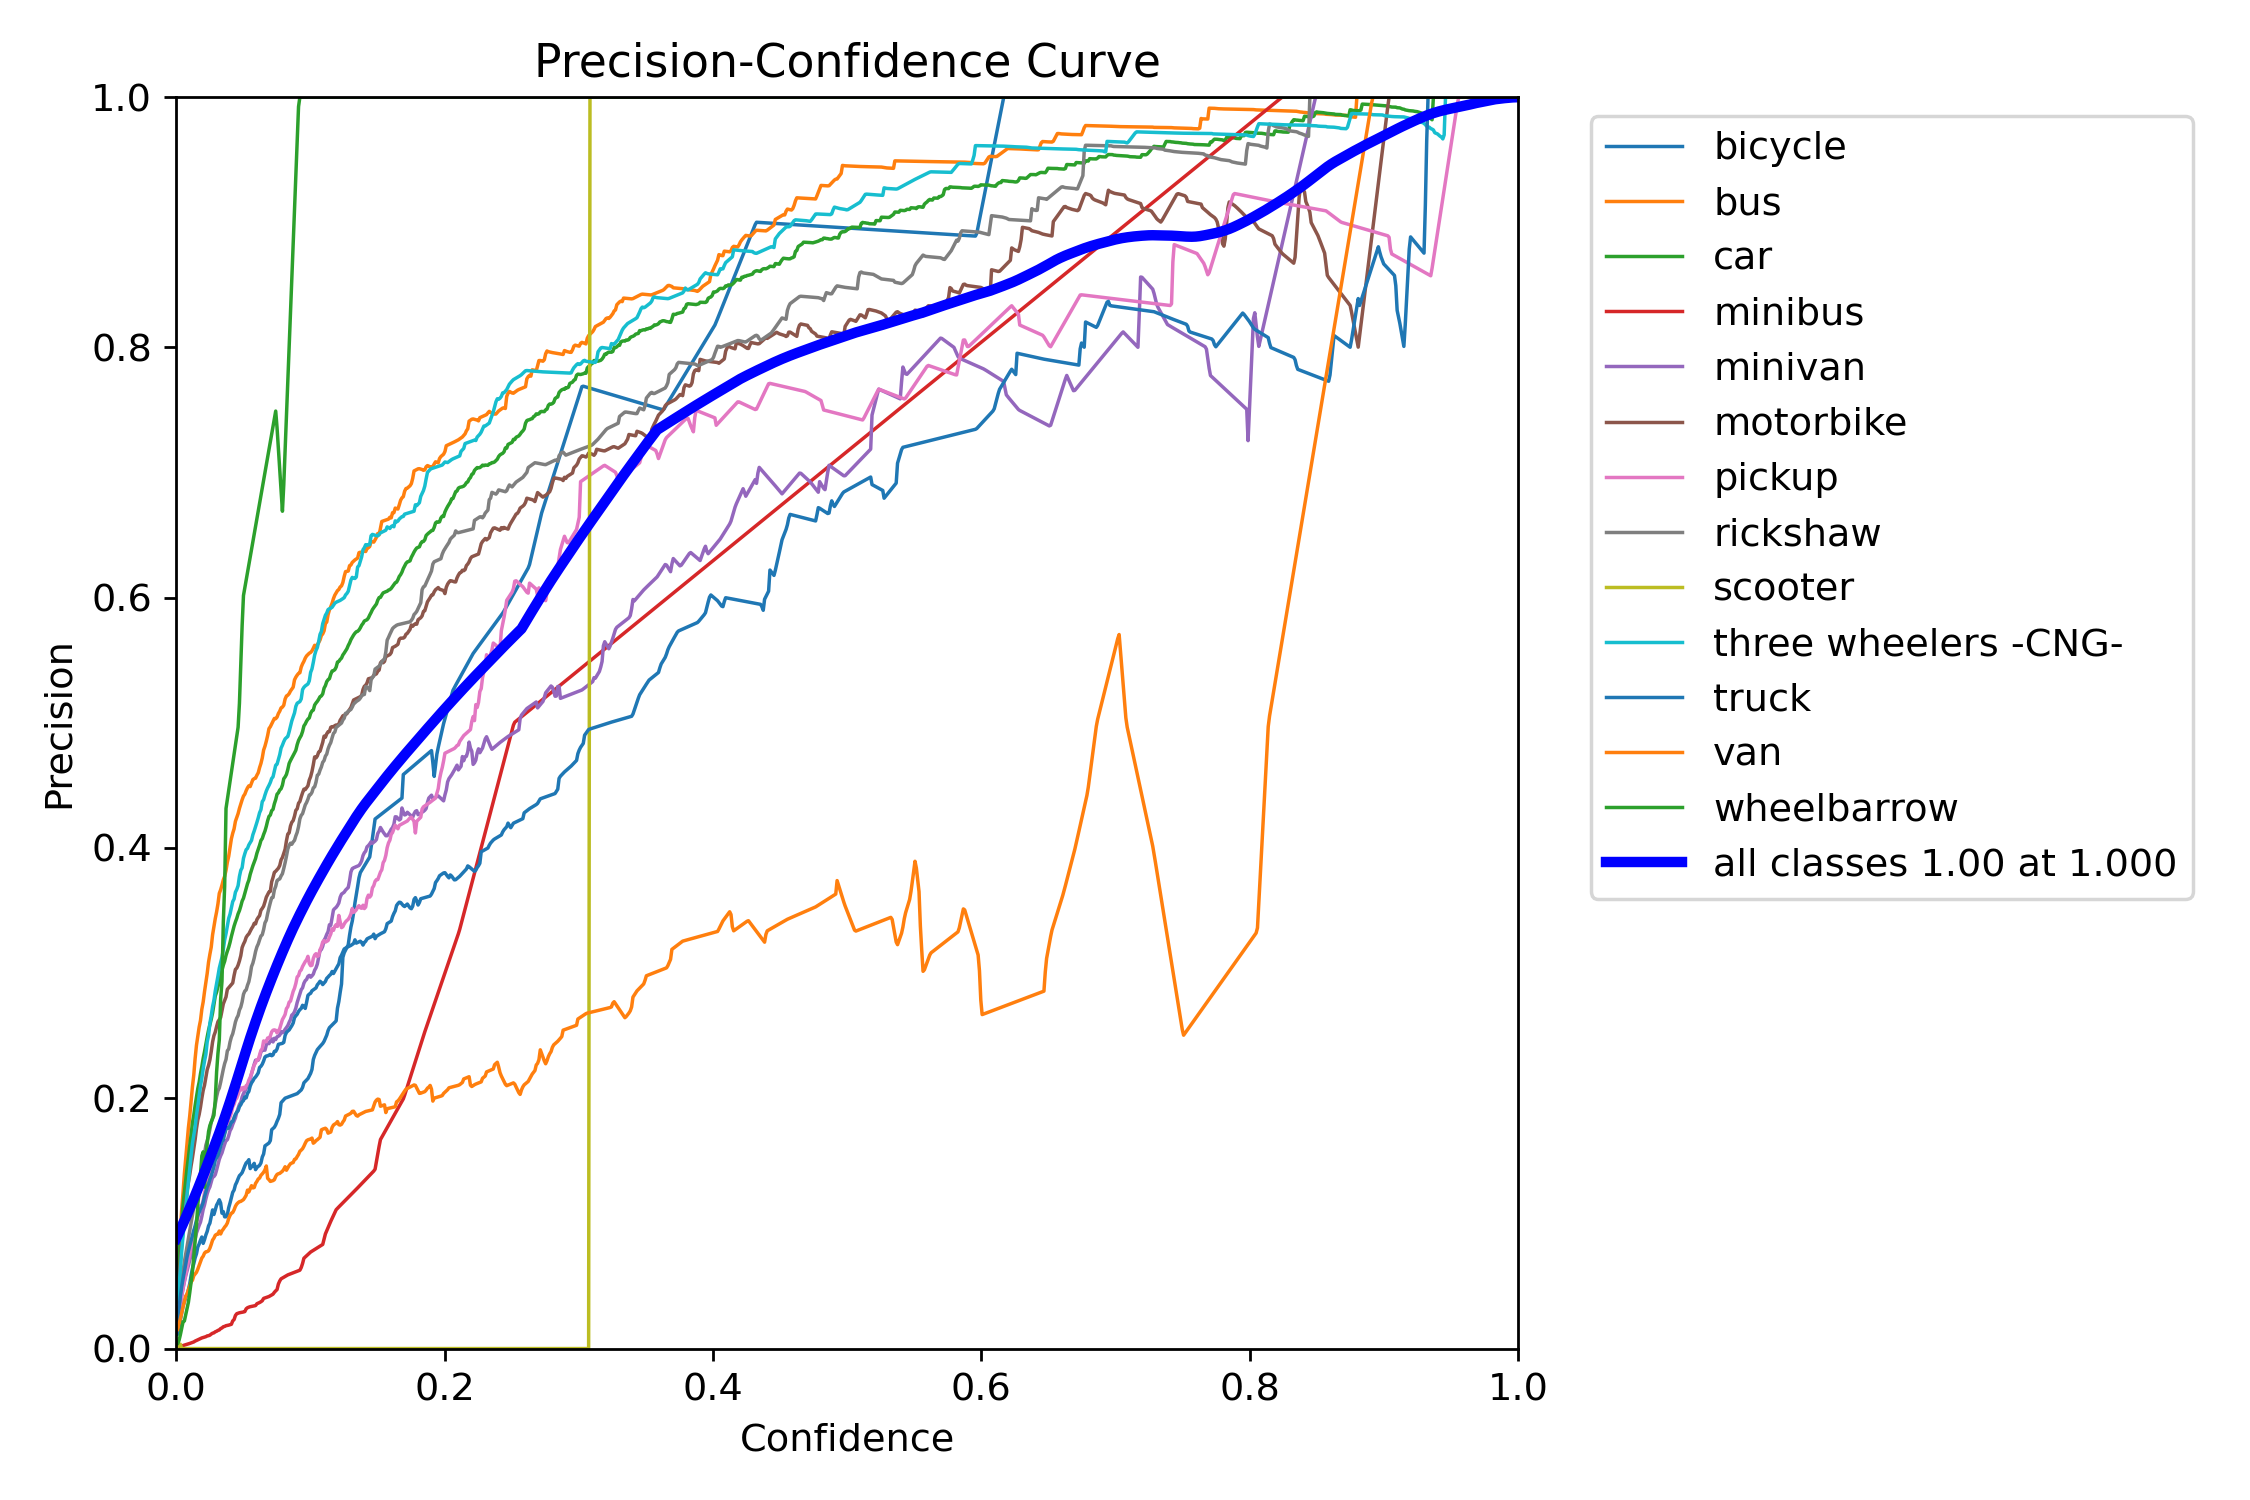 Precision-Confidence Curve
1.0
0.8
0.6
0.4
0.2
0.0
Precision
0.0 0.2 0.4 0.6 0.8 1.0
Confidence
bicycle
bus
car
minibus
minivan
motorbike
pickup
rickshaw
scooter
three wheelers -CNG-
truck
van
wheelbarrow
all classes 1.00 at 1.000